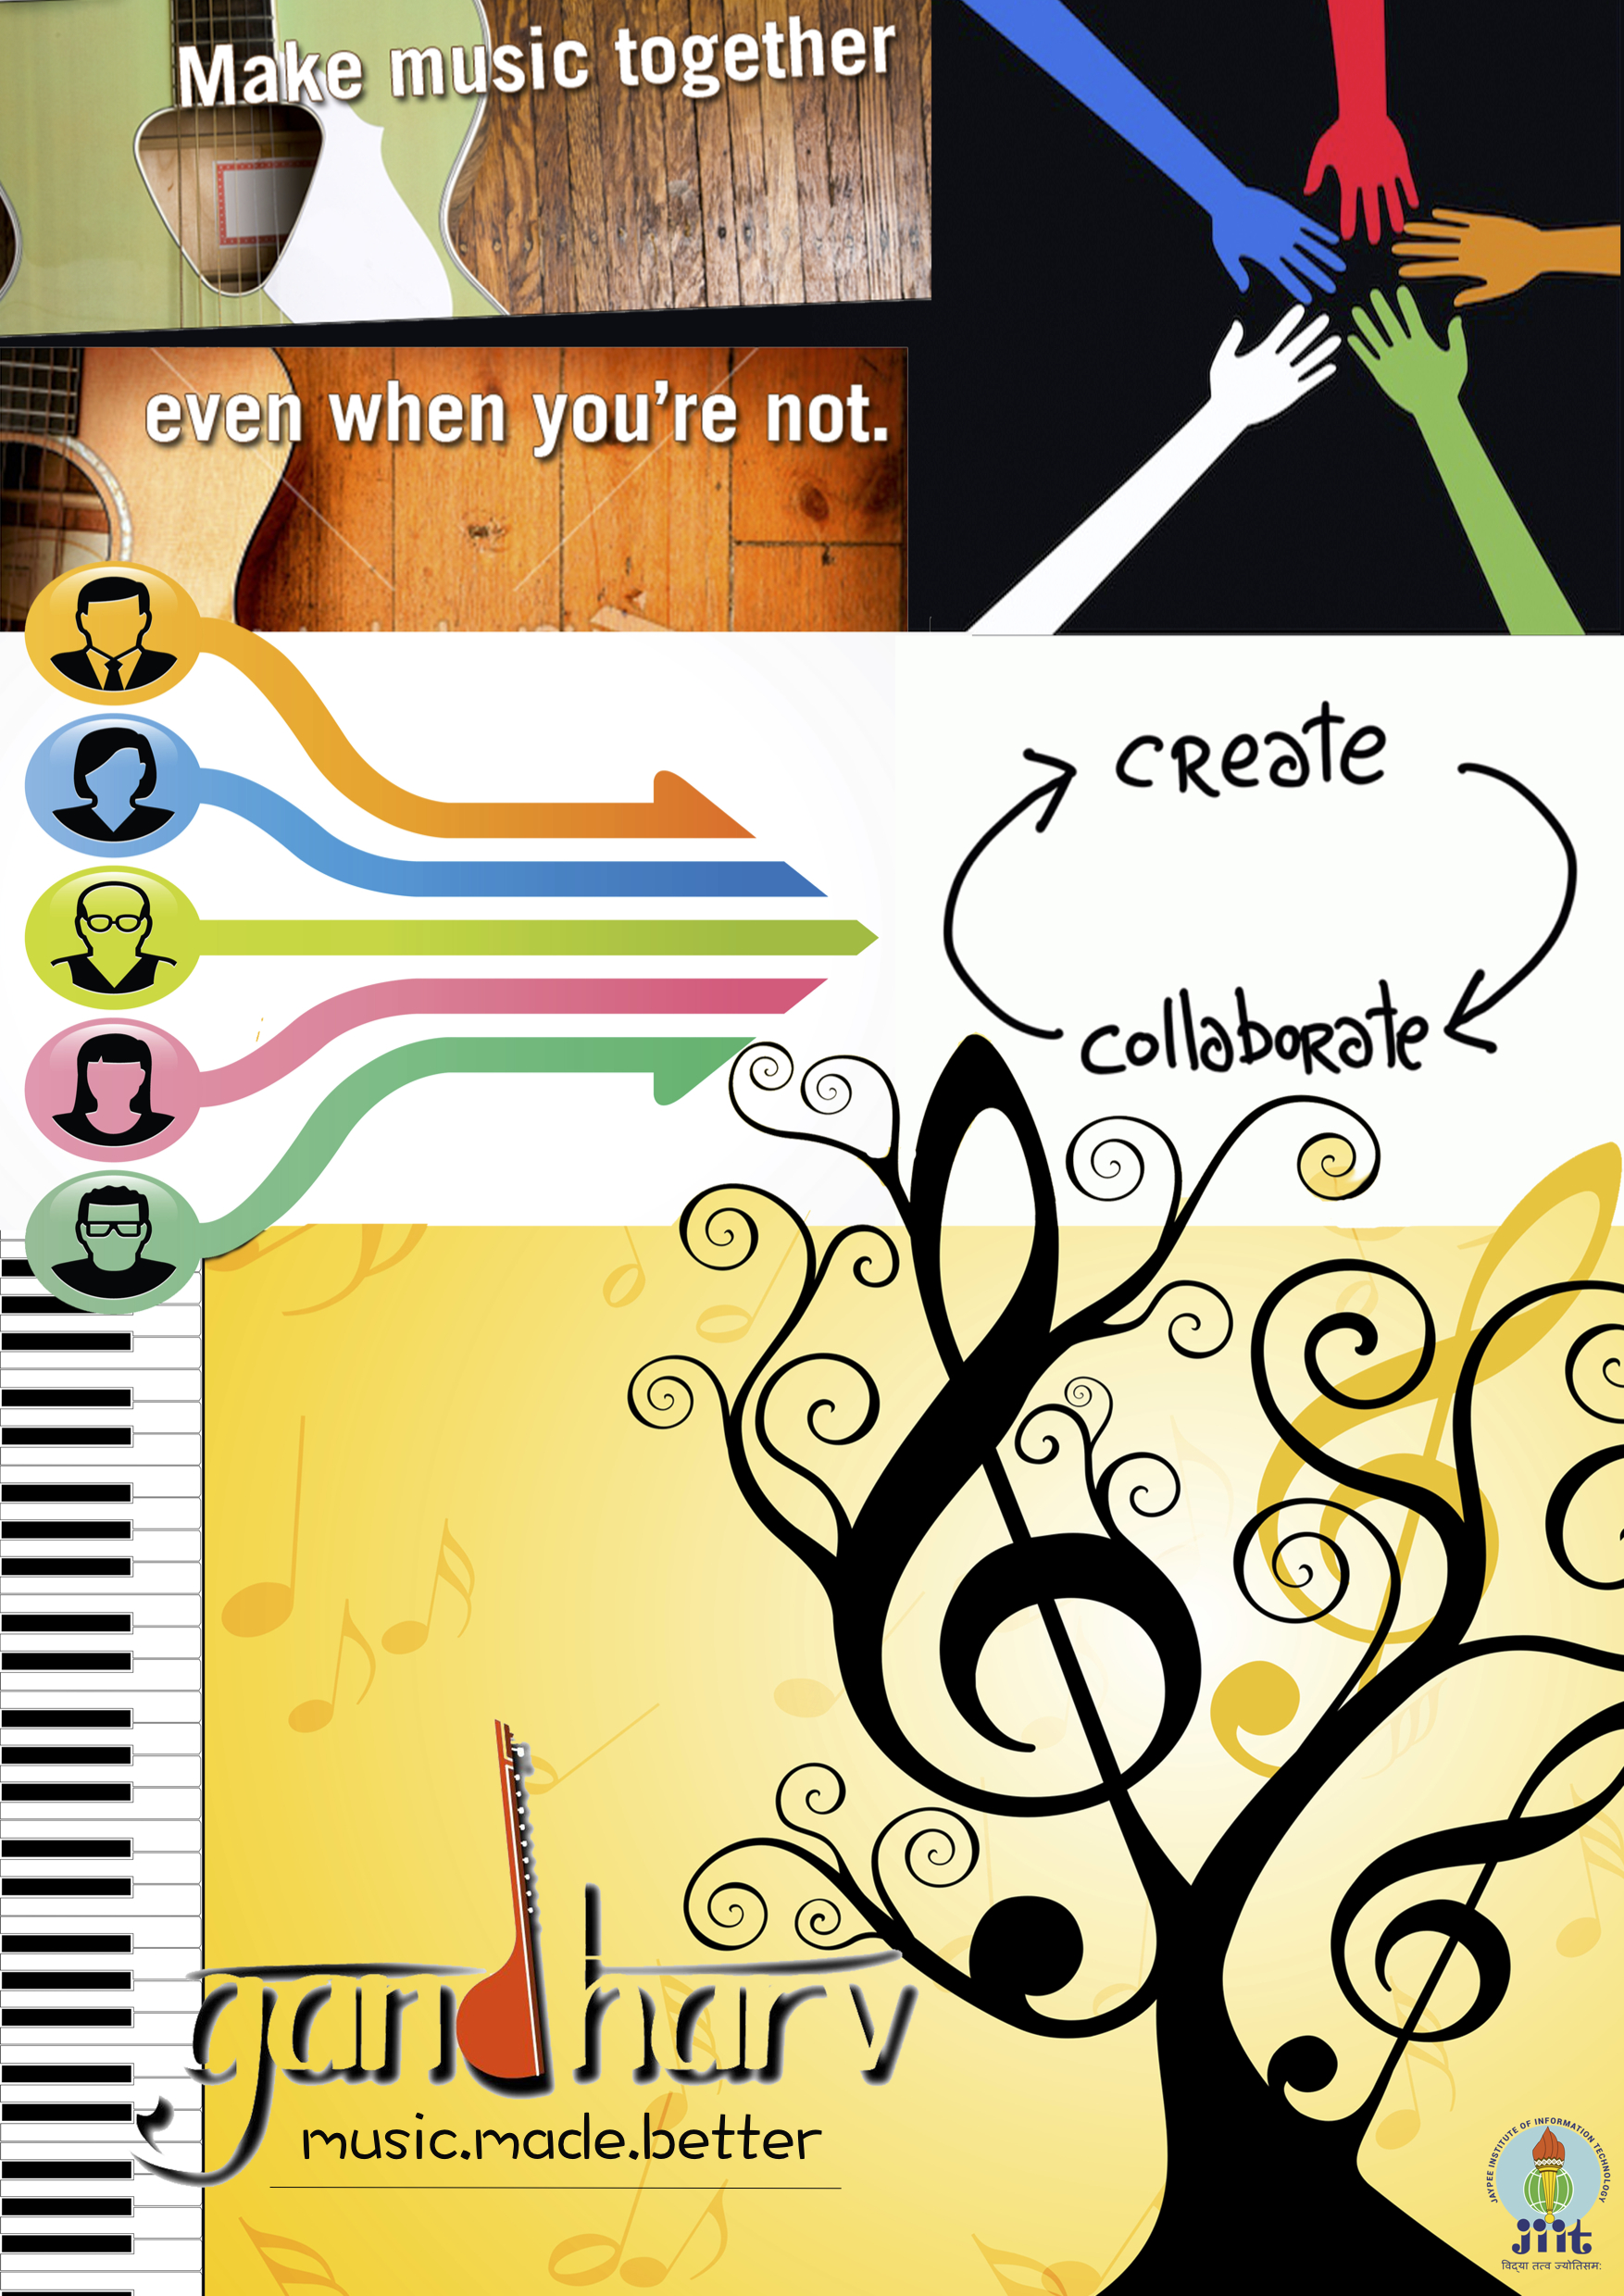 Make music together
even when you're not.
create
collaborate
gandharv
music.made.better
JAYPEE INSTITUTE OF INFORMATION TECHNOLOGY
jiit
विद्या तत्व ज्योतिसम: